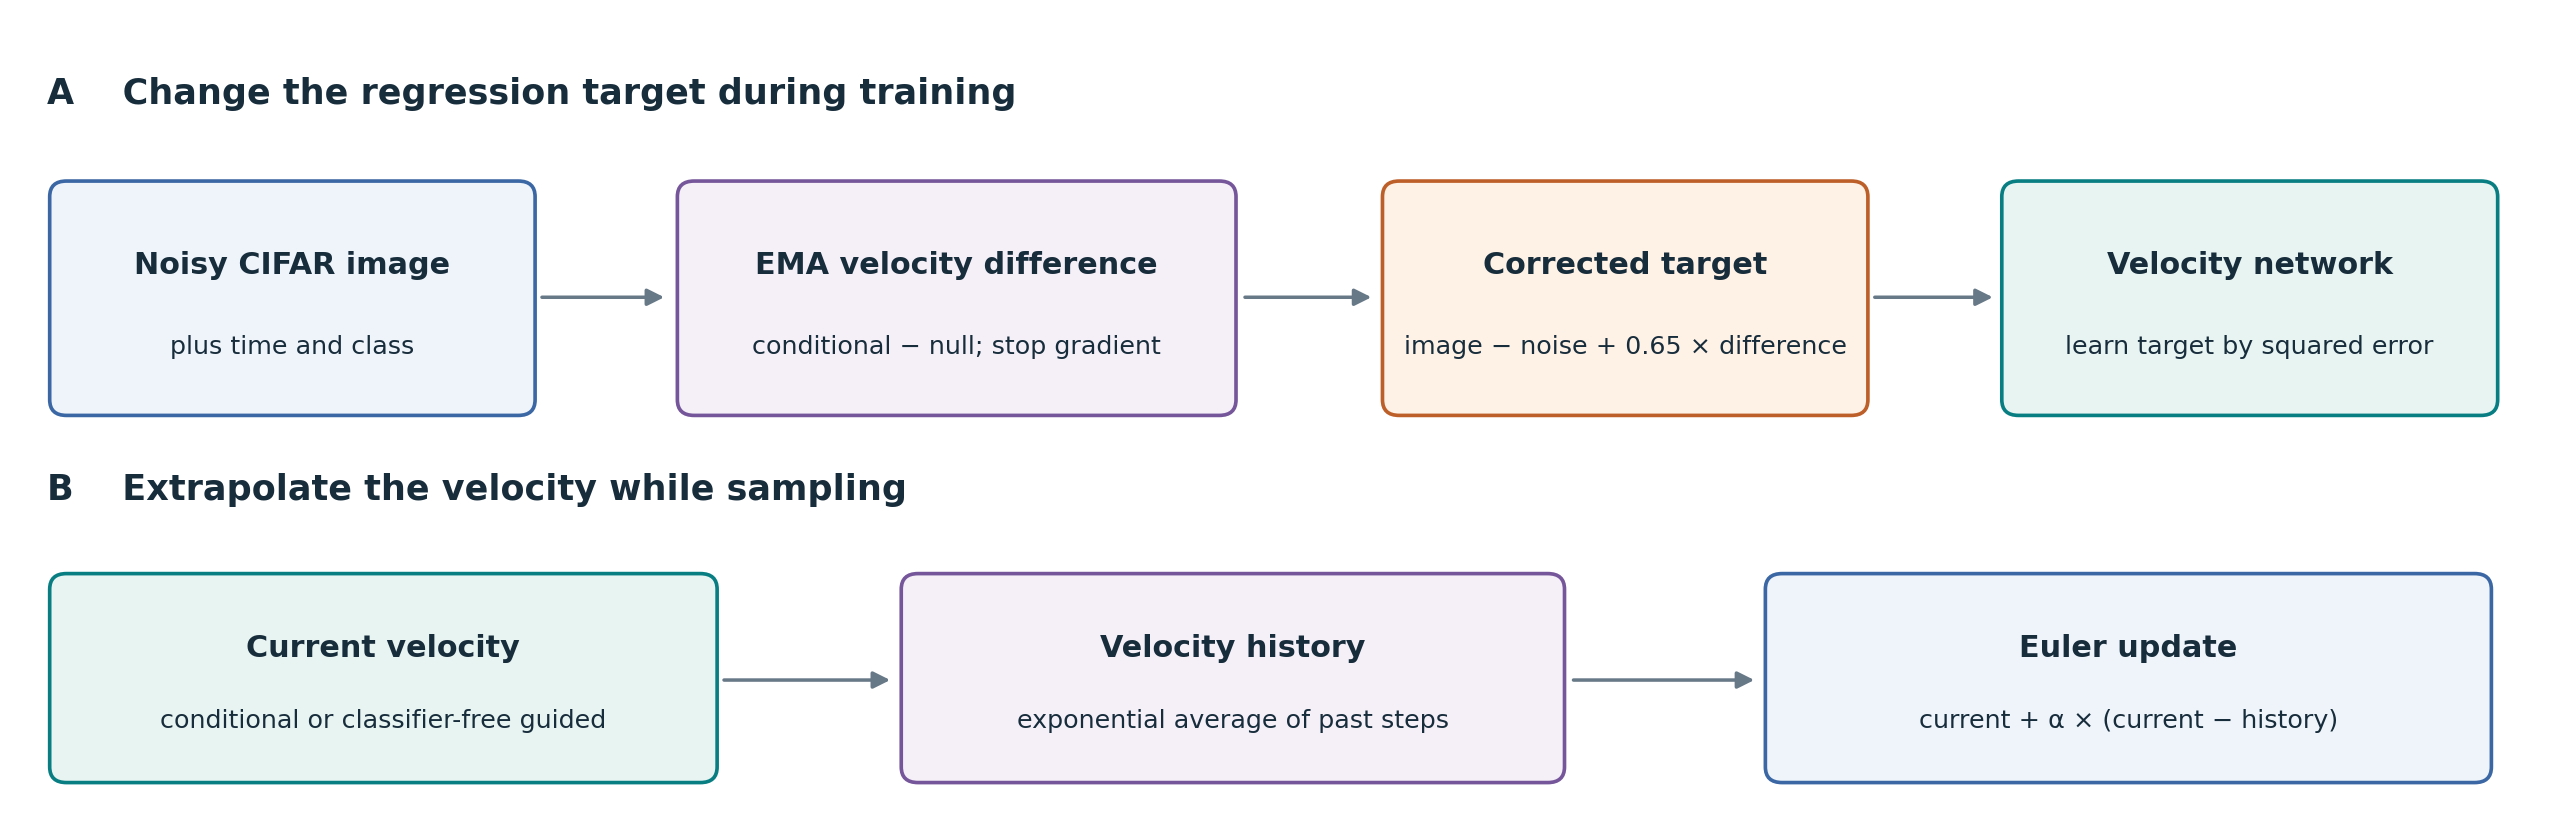 A Change the regression target during training
Noisy CIFAR image
plus time and class
EMA velocity difference
conditional − null; stop gradient
Corrected target
image − noise + 0.65 × difference
Velocity network
learn target by squared error
B Extrapolate the velocity while sampling
Current velocity
conditional or classifier-free guided
Velocity history
exponential average of past steps
Euler update
current + α × (current − history)